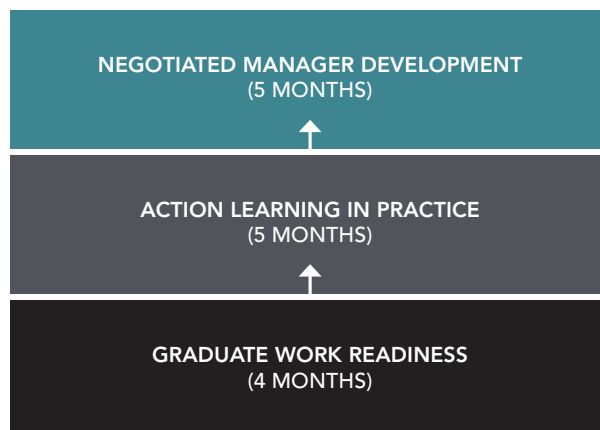 NEGOTIATED MANAGER DEVELOPMENT
(5 MONTHS)
ACTION LEARNING IN PRACTICE
(5 MONTHS)
GRADUATE WORK READINESS
(4 MONTHS)